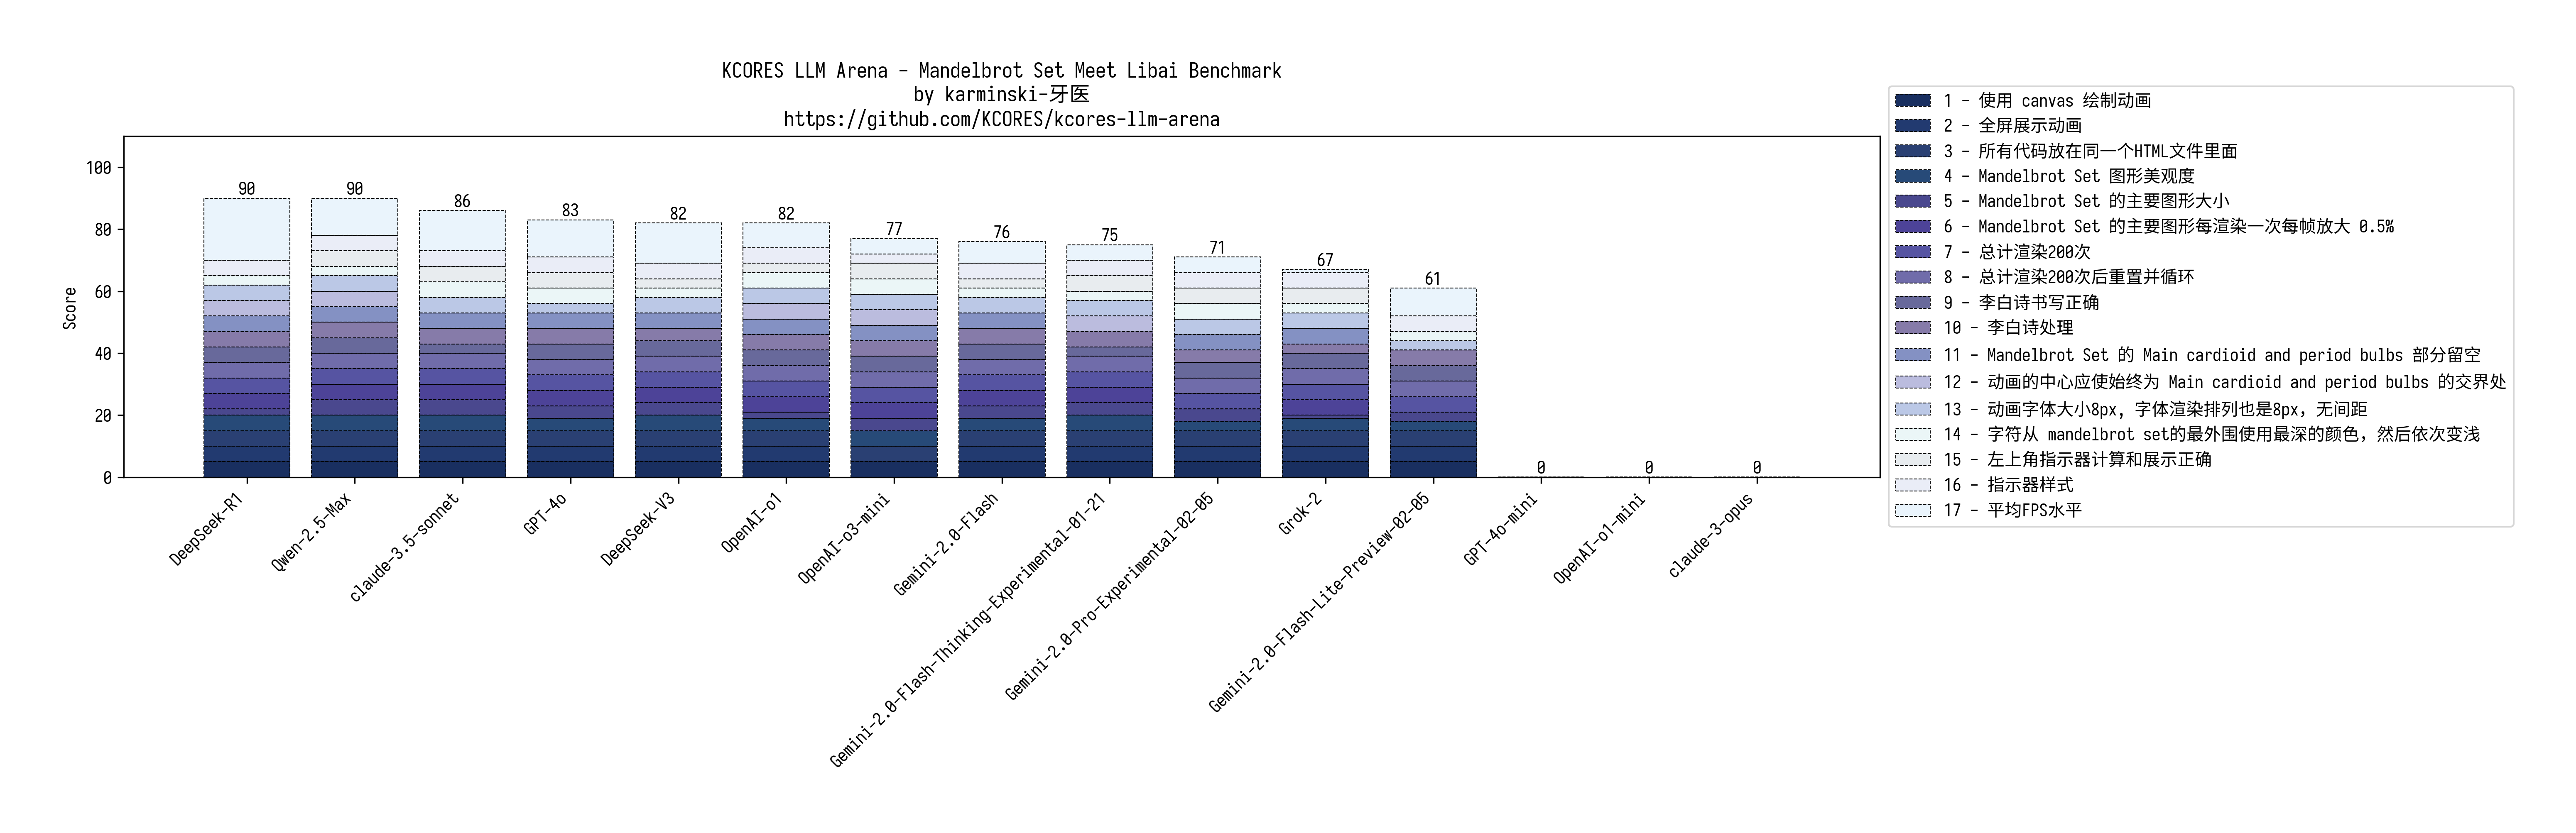 KCORES LLM Arena - Mandelbrot Set Meet Libai Benchmark
by karminski-牙医
https://github.com/KCORES/kcores-llm-arena
Score
100
80
60
40
20
0
90
90
86
83
82
82
77
76
75
71
67
61
0
0
0
DeepSeek-R1
Qwen-2.5-Max
claude-3.5-sonnet
GPT-4o
DeepSeek-V3
OpenAI-o1
OpenAI-o3-mini
Gemini-2.0-Flash
Gemini-2.0-Flash-Thinking-Experimental-01-21
Gemini-2.0-Pro-Experimental-02-05
Grok-2
Gemini-2.0-Flash-Lite-Preview-02-05
GPT-4o-mini
OpenAI-o1-mini
claude-3-opus
1 - 使用 canvas 绘制动画
2 - 全屏展示动画
3 - 所有代码放在同一个HTML文件里面
4 - Mandelbrot Set 图形美观度
5 - Mandelbrot Set 的主要图形大小
6 - Mandelbrot Set 的主要图形每渲染一次每帧放大 0.5%
7 - 总计渲染200次
8 - 总计渲染200次后重置并循环
9 - 李白诗书写正确
10 - 李白诗处理
11 - Mandelbrot Set 的 Main cardioid and period bulbs 部分留空
12 - 动画的中心应使始终为 Main cardioid and period bulbs 的交界处
13 - 动画字体大小8px, 字体渲染排列也是8px，无间距
14 - 字符从 mandelbrot set的最外围使用最深的颜色，然后依次变浅
15 - 左上角指示器计算和展示正确
16 - 指示器样式
17 - 平均FPS水平